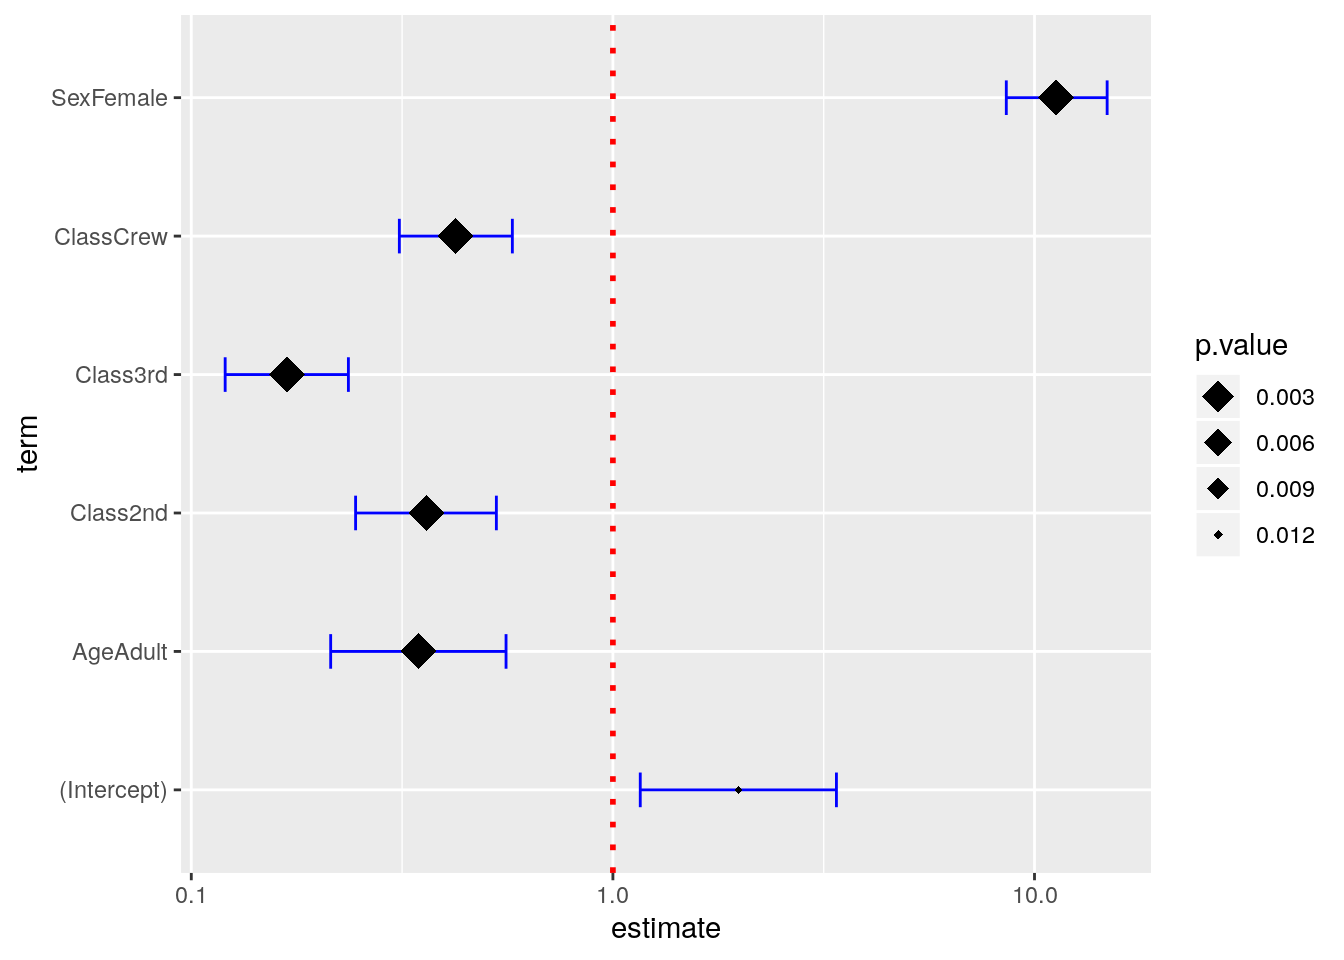 SexFemale
ClassCrew
Class3rd
Class2nd
AgeAdult
(Intercept)
term
0.1
1.0
10.0
estimate
p.value
0.003
0.006
0.009
0.012